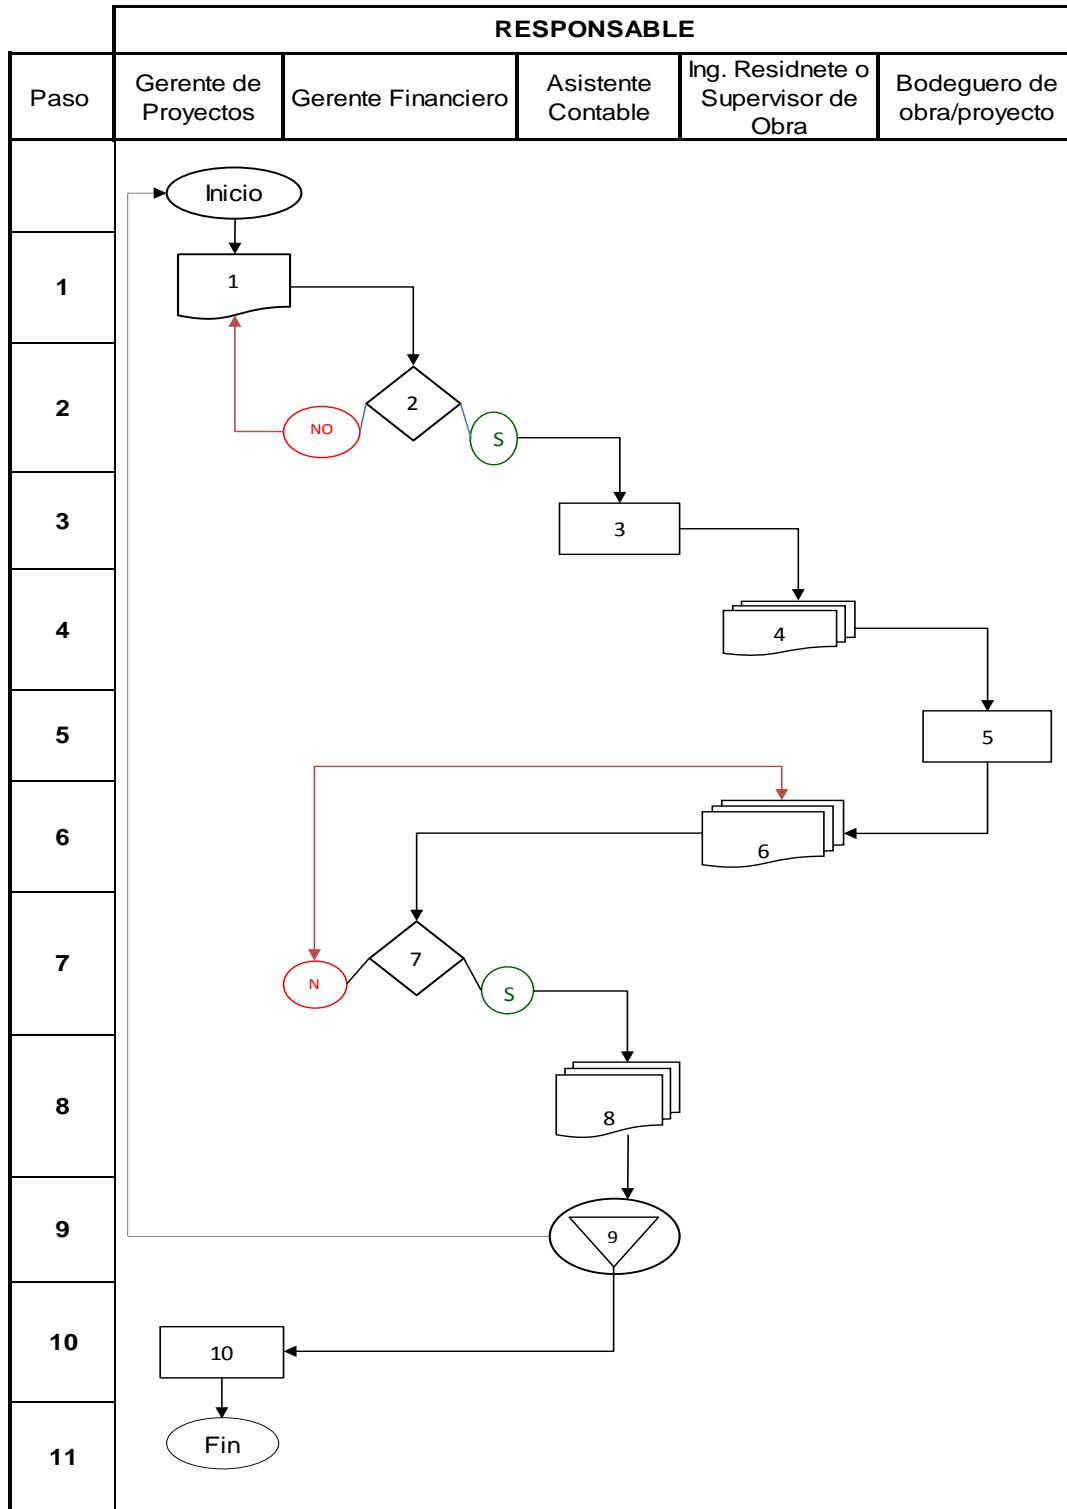 RESPONSABLE
Paso
Gerente de
Proyectos
Gerente Financiero
Asistente
Contable
Ing. Residnete o
Supervisor de
Obra
Bodeguero de
obra/proyecto
Inicio
1
1
2
2
NO
S
3
3
4
4
5
5
6
6
7
7
N
S
8
8
9
9
10
10
11
Fin